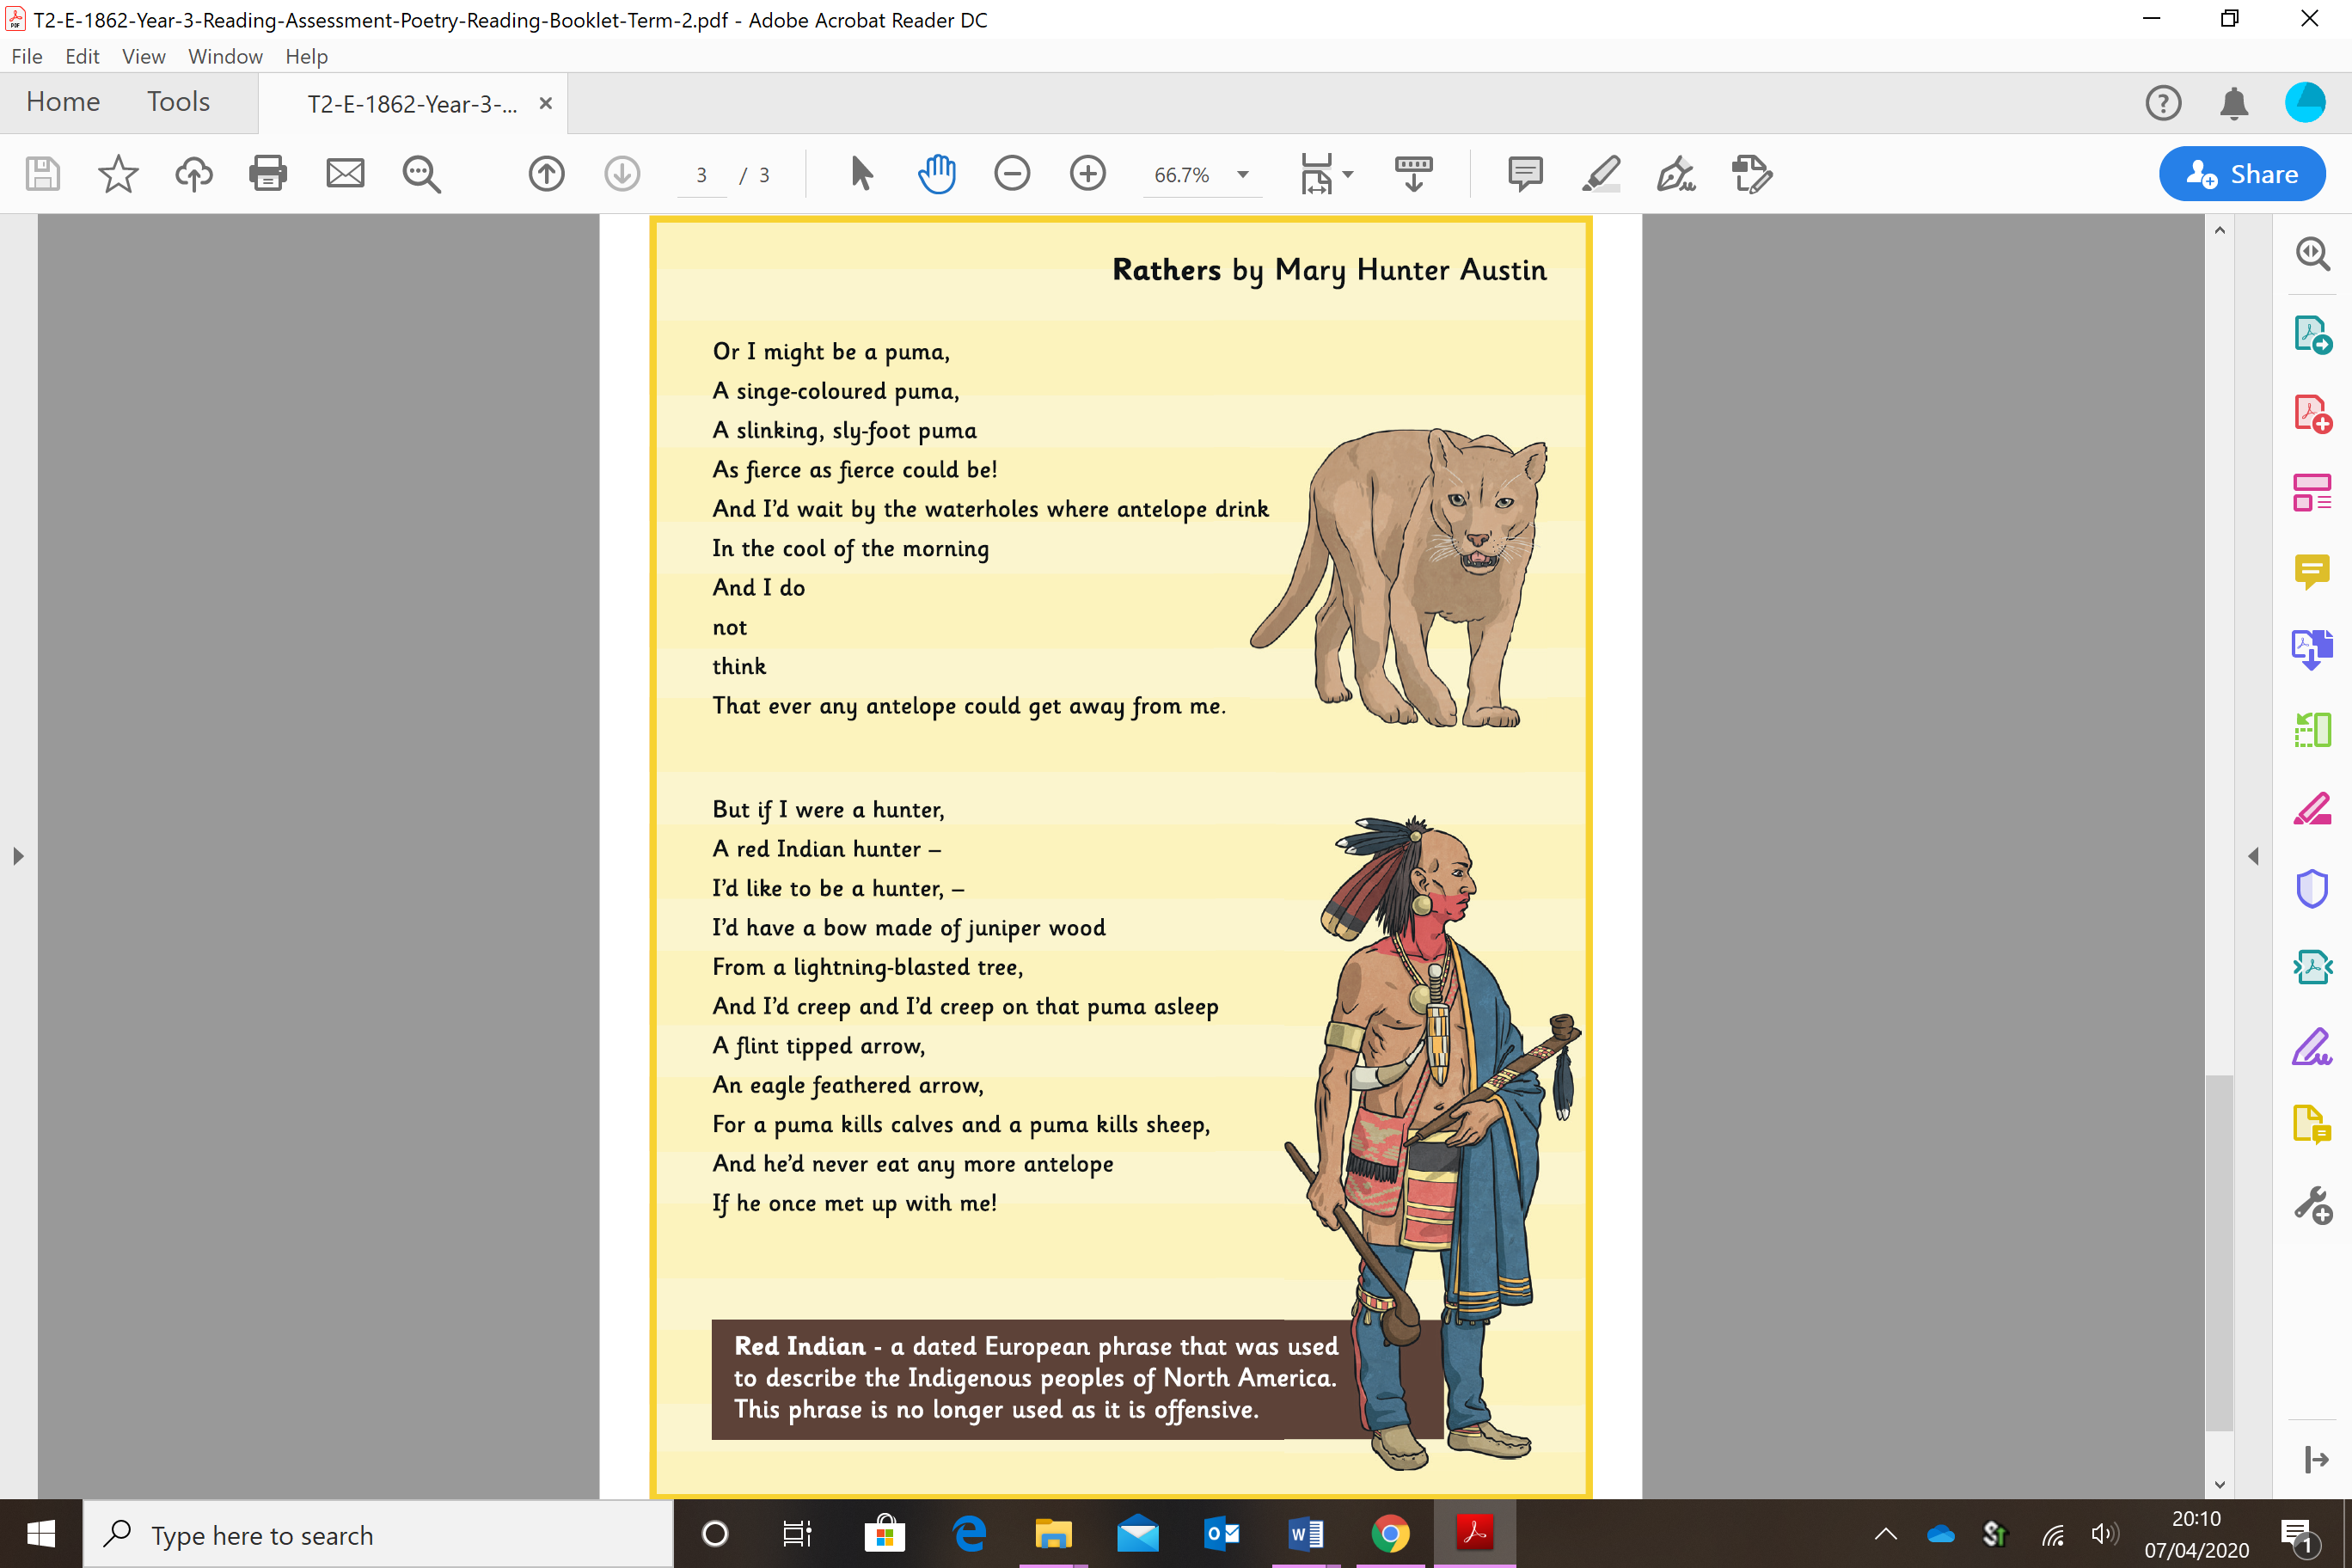 T2-E-1862-Year-3-Reading-Assessment-Poetry-Reading-Booklet-Term-2.pdf - Adobe Acrobat Reader DC
File Edit View Window Help
Home Tools T2-E-1862-Year-3-... ×
3 / 3 66.7% Share
Rathers by Mary Hunter Austin
Or I might be a puma,
A singe-coloured puma,
A slinking, sly-foot puma
As fierce as fierce could be!
And I'd wait by the waterholes where antelope drink
In the cool of the morning
And I do
not
think
That ever any antelope could get away from me.
But if I were a hunter,
A red Indian hunter –
I'd like to be a hunter, –
I'd have a bow made of juniper wood
From a lightning-blasted tree,
And I'd creep and I'd creep on that puma asleep
A flint tipped arrow,
An eagle feathered arrow,
For a puma kills calves and a puma kills sheep,
And he'd never eat any more antelope
If he once met up with me!
Red Indian - a dated European phrase that was used
to describe the Indigenous peoples of North America.
This phrase is no longer used as it is offensive.
Type here to search
20:10
07/04/2020
1